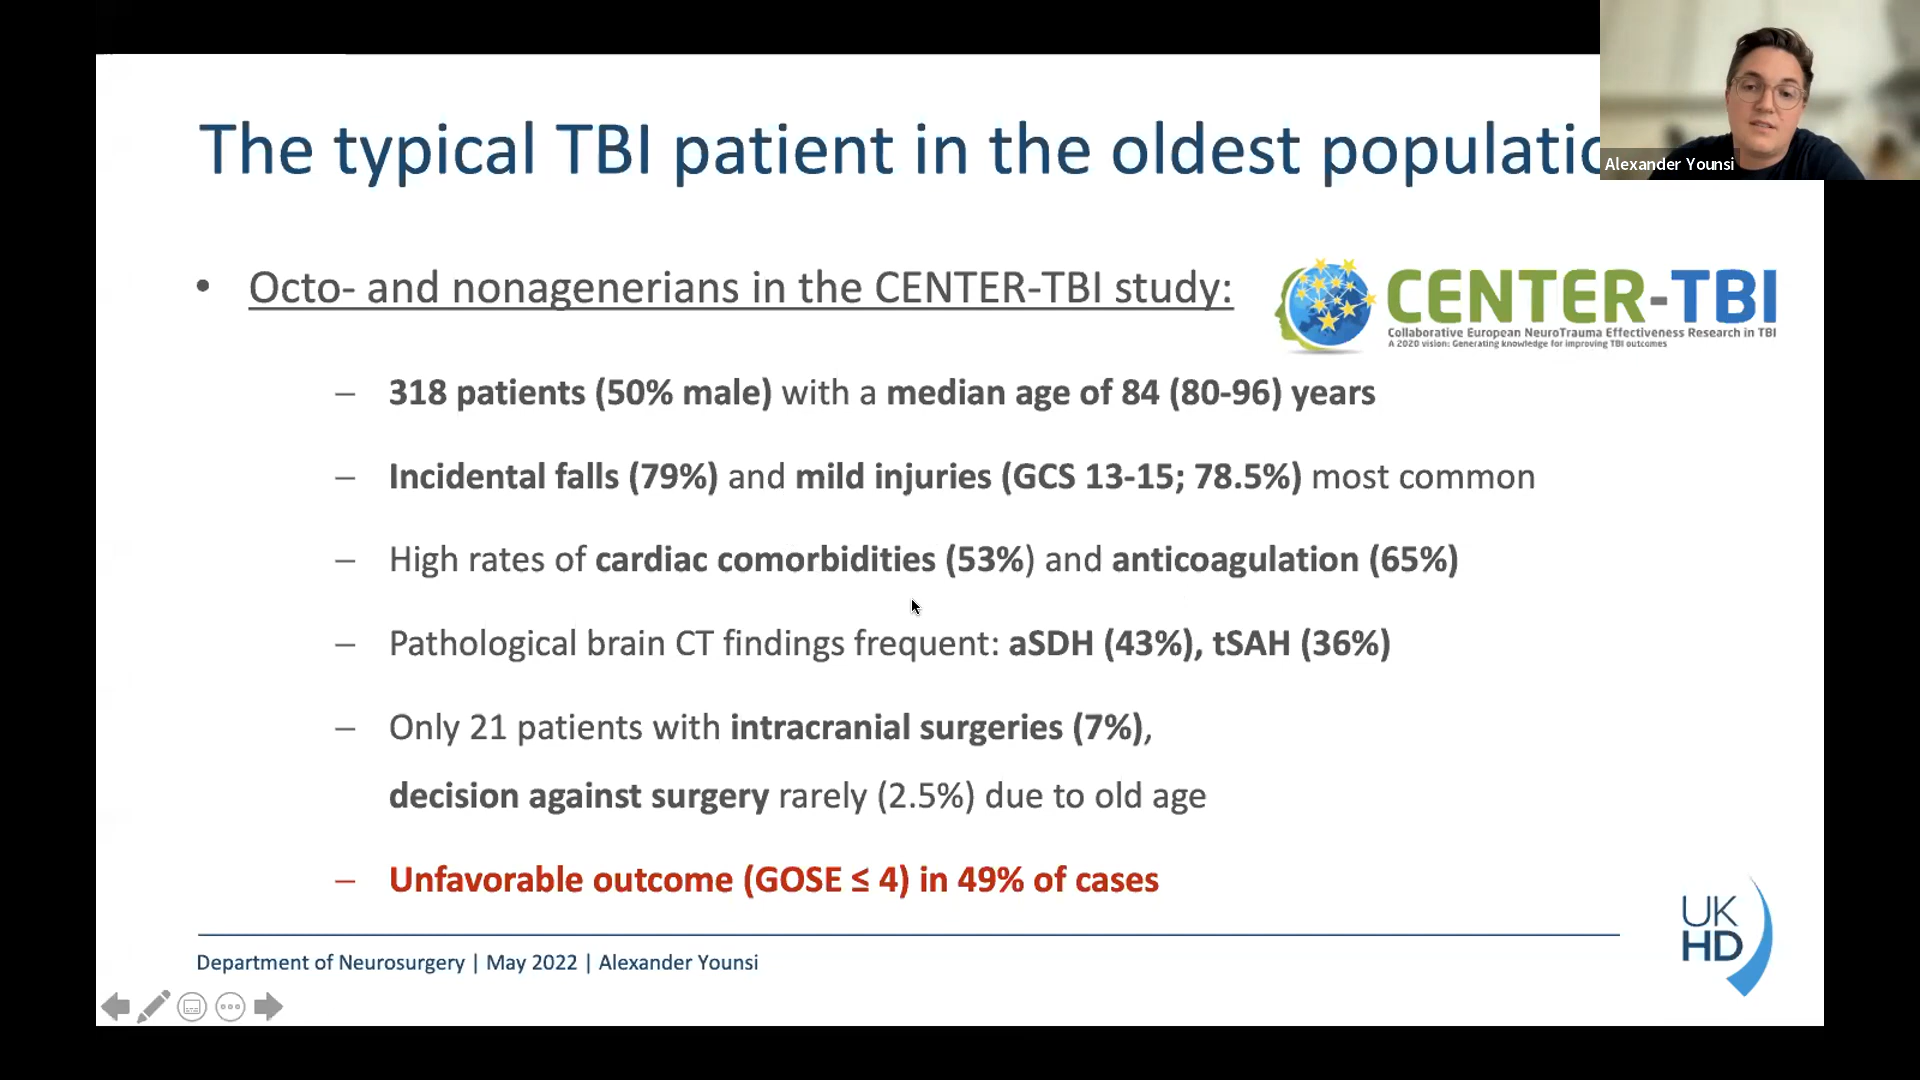 The typical TBI patient in the oldest populatio
Alexander Younsi
• Octo- and nonagenerians in the CENTER-TBI study:
CENTER-TBI
Collaborative European NeuroTrauma Effectiveness Research in TBI
A 2020 vision: Generating knowledge for improving TBI outcomes
– 318 patients (50% male) with a median age of 84 (80-96) years
– Incidental falls (79%) and mild injuries (GCS 13-15; 78.5%) most common
– High rates of cardiac comorbidities (53%) and anticoagulation (65%)
– Pathological brain CT findings frequent: aSDH (43%), tSAH (36%)
– Only 21 patients with intracranial surgeries (7%),
decision against surgery rarely (2.5%) due to old age
– Unfavorable outcome (GOSE ≤ 4) in 49% of cases
UK
HD
Department of Neurosurgery | May 2022 | Alexander Younsi